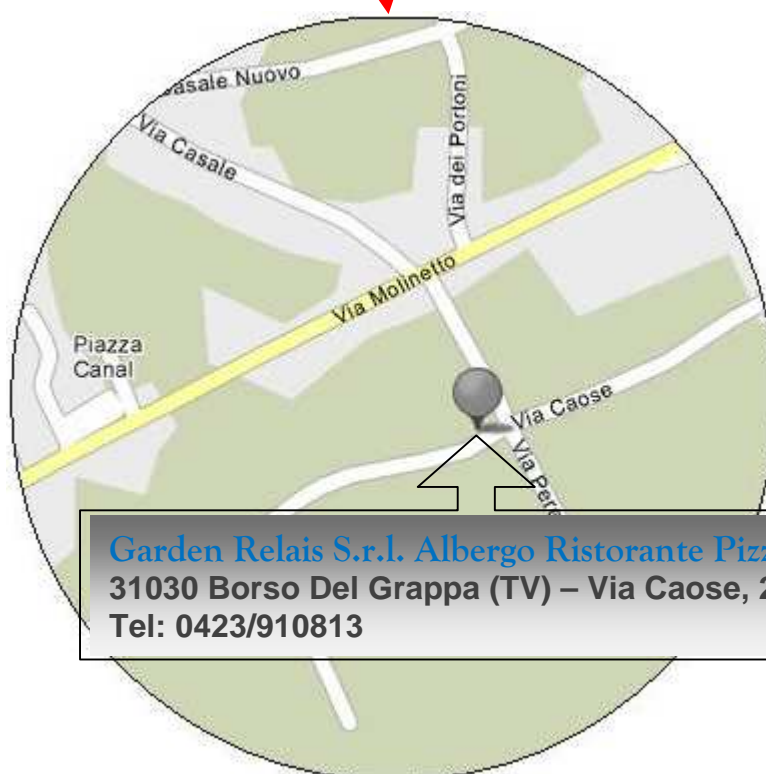 Casale Nuovo
Via Casale
Via dei Portoni
Via Molinetto
Piazza
Canal
Via Caose
Via
Garden Relais S.r.l. Albergo Ristorante
31030 Borso Del Grappa (TV) – Via Caose, 2
Tel: 0423/910813